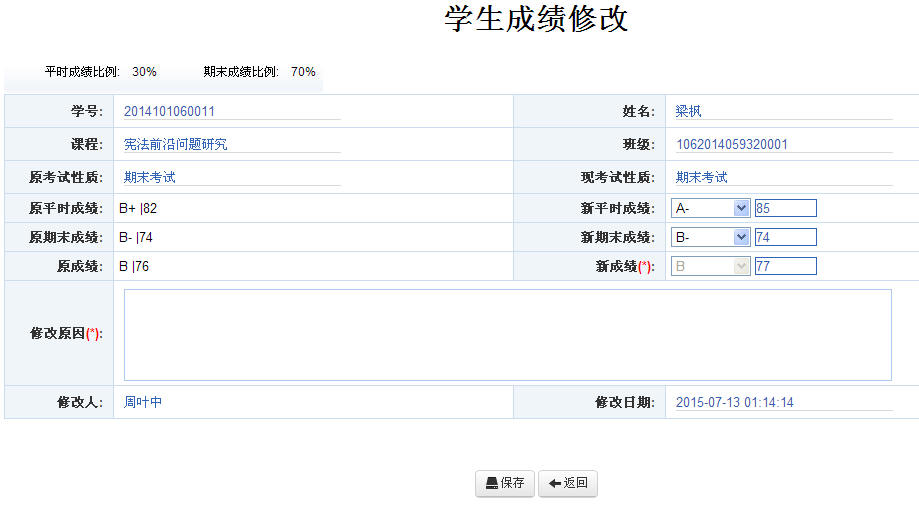 学生成绩修改
平时成绩比例: 30% 期末成绩比例: 70%
学号: 2014101060011 姓名: 梁枫
课程: 宪法前沿问题研究 班级: 1062014059320001
原考试性质: 期末考试 现考试性质: 期末考试
原平时成绩: B+ |82 新平时成绩: A- 85
原期末成绩: B- |74 新期末成绩: B- 74
原成绩: B |76 新成绩(*): B 77
修改原因(*):
修改人: 周叶中 修改日期: 2015-07-13 01:14:14
保存 返回